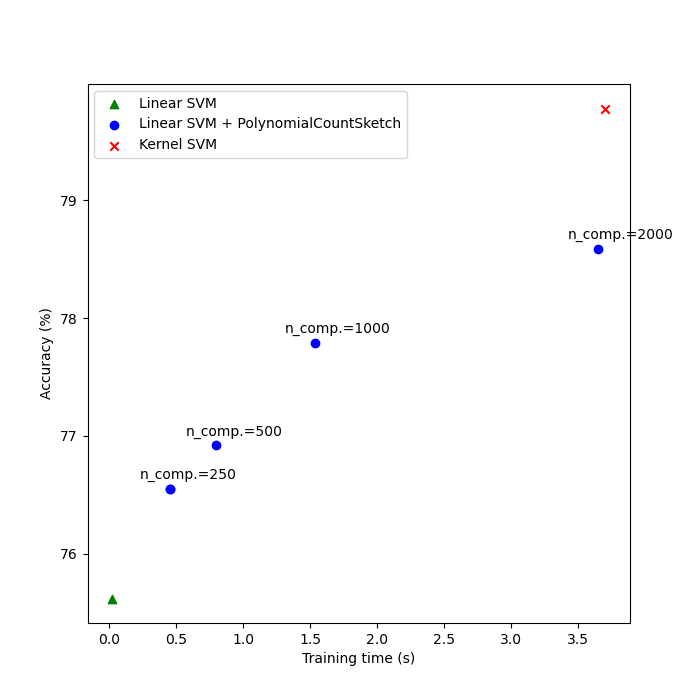 Linear SVM
Linear SVM + PolynomialCountSketch
Kernel SVM
79
n_comp.=2000
78
n_comp.=1000
77
n_comp.=500
n_comp.=250
76
Accuracy (%)
0.0 0.5 1.0 1.5 2.0 2.5 3.0 3.5
Training time (s)